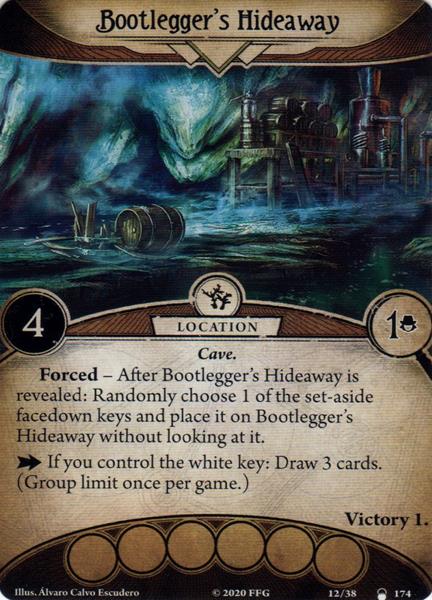 Bootlegger's Hideaway
4
LOCATION
1
Cave.
Forced – After Bootlegger's Hideaway is
revealed: Randomly choose 1 of the set-aside
facedown keys and place it on Bootlegger's
Hideaway without looking at it.
If you control the white key: Draw 3 cards.
(Group limit once per game.)
Victory 1.
Illus. Álvaro Calvo Escudero
© 2020 FFG
12/38
174